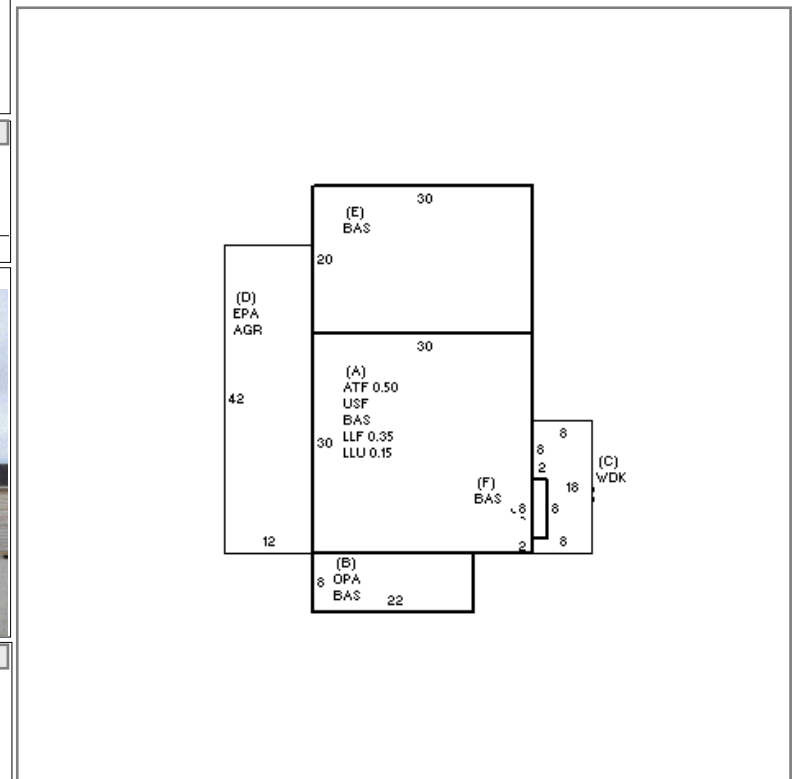 30
(E)
BAS
20
(D)
EPA
AGR
30
(A)
ATF 0.50
USF
BAS
LLF 0.35
LLU 0.15
42
30
8
8
2
(C)
WDK
18
(F)
BAS
8
8
12
2
8
(B)
OPA
BAS
8
22